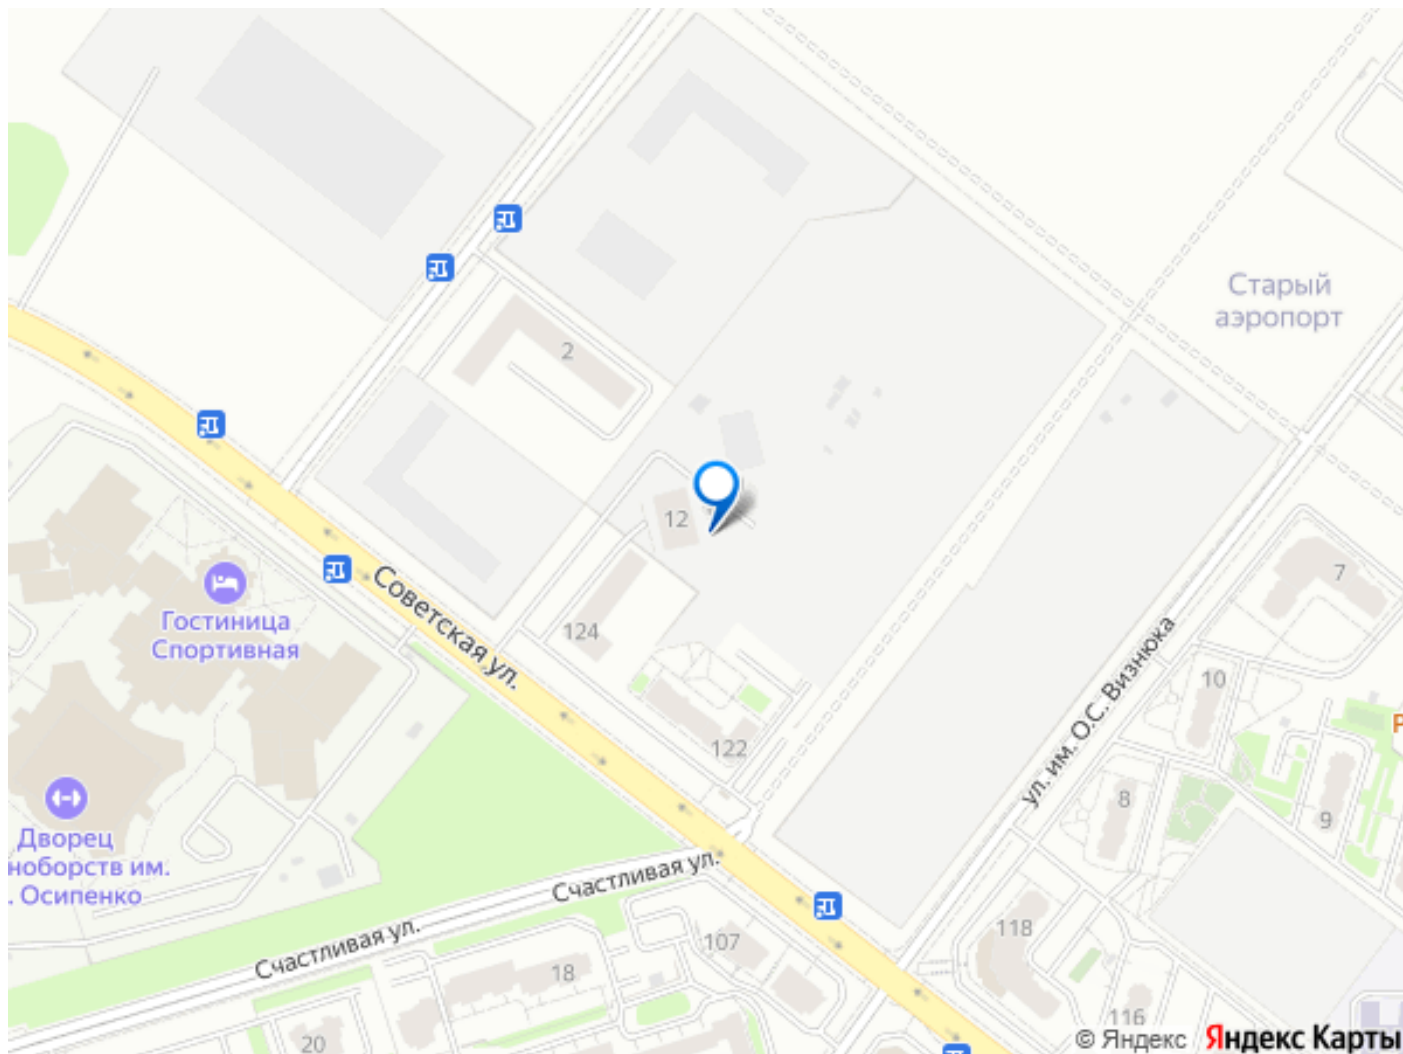 Старый
аэропорт
2
12
Советская ул.
Гостиница
Спортивная
124
7
ул. им. О.С. Визнюка
10
122
Дворец
ноборств им.
. Осипенко
8
9
Р
Счастливая ул.
Счастливая ул.
107
118
18
116
20
© Яндекс Яндекс Карты